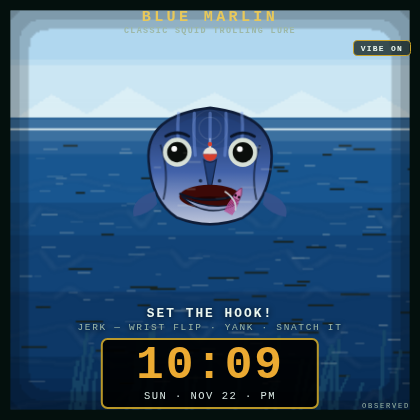 BLUE MARLIN
CLASSIC SQUID TROLLING LURE
VIBE ON
SET THE HOOK!
JERK — WRIST FLIP · YANK · SNATCH IT
10:09
SUN · NOV 22 · PM
OBSERVED